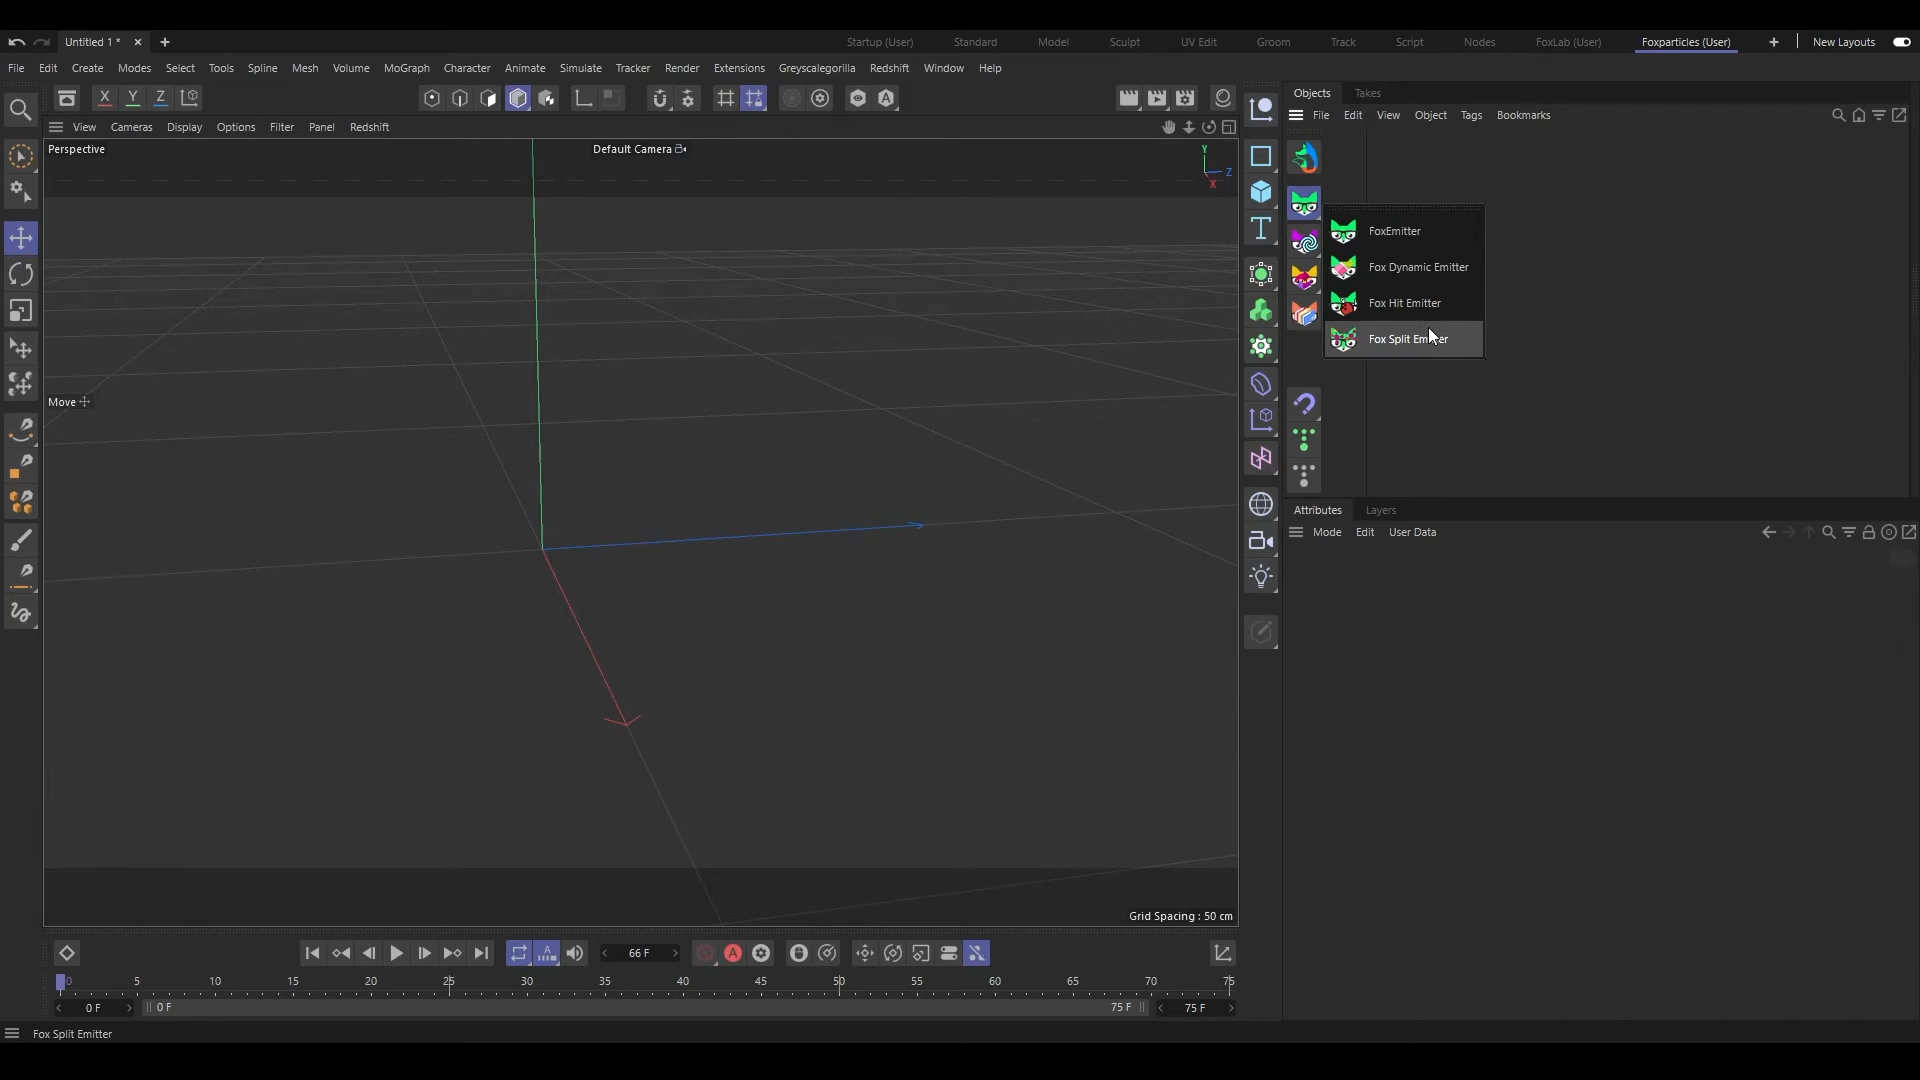 Untitled 1 *
Startup (User) Standard Model Sculpt UV Edit Groom Track Script Nodes FoxLab (User) Foxparticles (User) New Layouts
File Edit Create Modes Select Tools Spline Mesh Volume MoGraph Character Animate Simulate Tracker Render Extensions Greyscalegorilla Redshift Window Help
X Y Z
Objects Takes
File Edit View Object Tags Bookmarks
View Cameras Display Options Filter Panel Redshift
Perspective
Default Camera
Y
Z
X
FoxEmitter
Fox Dynamic Emitter
Fox Hit Emitter
Fox Split Emitter
Move
Attributes Layers
Mode Edit User Data
Grid Spacing : 50 cm
66 F
0 5 10 15 20 25 30 35 40 45 50 55 60 65 70 75
0 F 0 F 75 F 75 F
Fox Split Emitter